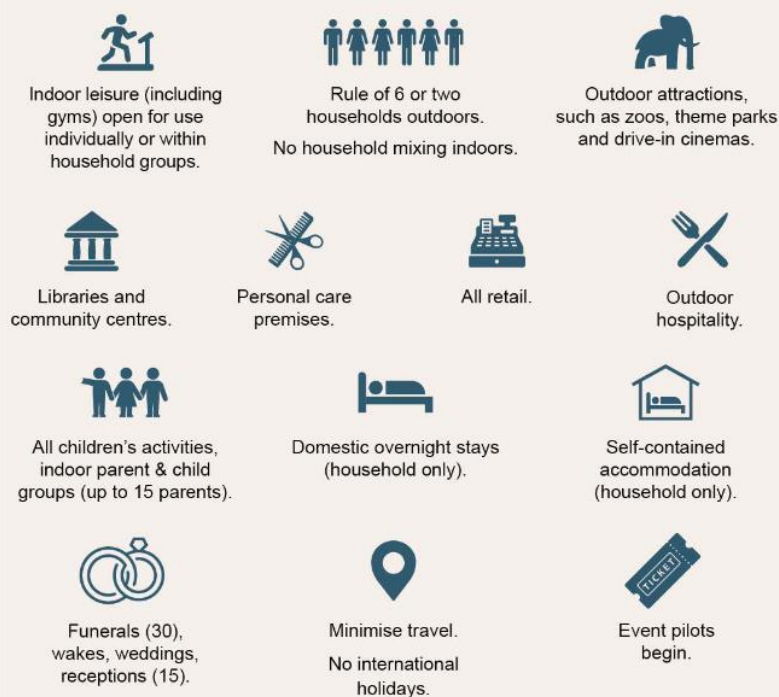 Indoor leisure (including
gyms) open for use
individually or within
household groups.
Rule of 6 or two
households outdoors.
No household mixing indoors.
Outdoor attractions,
such as zoos, theme parks
and drive-in cinemas.
Libraries and
community centres.
Personal care
premises.
All retail.
Outdoor
hospitality.
All children’s activities,
indoor parent & child
groups (up to 15 parents).
Domestic overnight stays
(household only).
Self-contained
accommodation
(household only).
Funerals (30),
wakes, weddings,
receptions (15).
Minimise travel.
No international
holidays.
TICKET
Event pilots
begin.